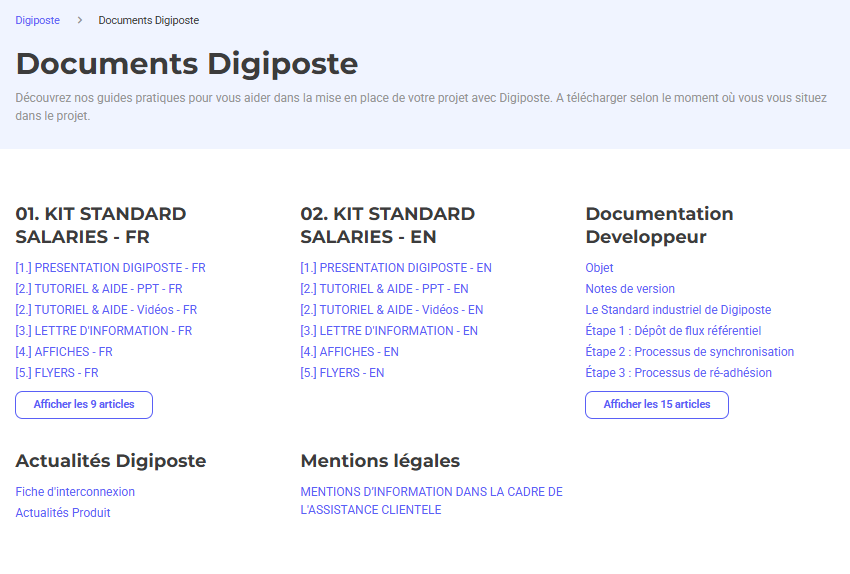 Digiposte > Documents Digiposte
Documents Digiposte
Découvrez nos guides pratiques pour vous aider dans la mise en place de votre projet avec Digiposte. A télécharger selon le moment où vous vous situez
dans le projet.
01. KIT STANDARD
SALARIES - FR
[1.] PRESENTATION DIGIPOSTE - FR
[2.] TUTORIEL & AIDE - PPT - FR
[2.] TUTORIEL & AIDE - Vidéos - FR
[3.] LETTRE D'INFORMATION - FR
[4.] AFFICHES - FR
[5.] FLYERS - FR
Afficher les 9 articles
02. KIT STANDARD
SALARIES - EN
[1.] PRESENTATION DIGIPOSTE - EN
[2.] TUTORIEL & AIDE - PPT - EN
[2.] TUTORIEL & AIDE - Vidéos - EN
[3.] LETTRE D'INFORMATION - EN
[4.] AFFICHES - EN
[5.] FLYERS - EN
Documentation
Developpeur
Objet
Notes de version
Le Standard industriel de Digiposte
Étape 1 : Dépôt de flux référentiel
Étape 2 : Processus de synchronisation
Étape 3 : Processus de ré-adhésion
Afficher les 15 articles
Actualités Digiposte
Fiche d'interconnexion
Actualités Produit
Mentions légales
MENTIONS D'INFORMATION DANS LA CADRE DE
L'ASSISTANCE CLIENTELE